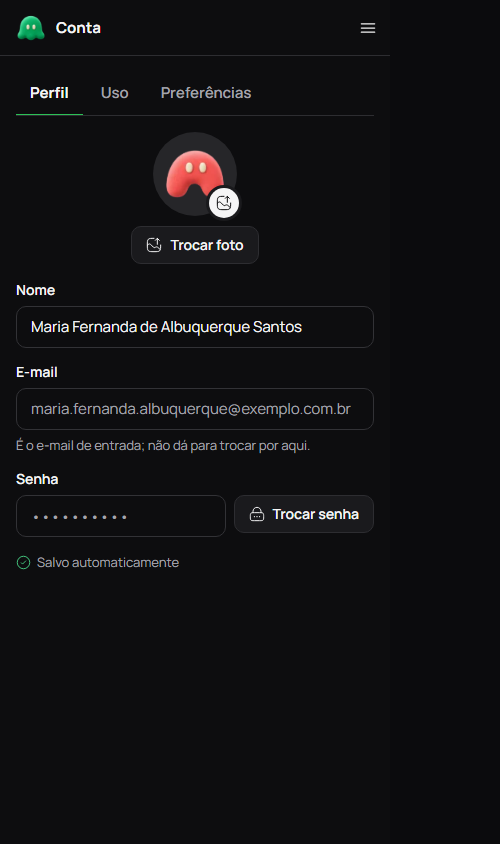 Conta
Perfil Uso Preferências
Trocar foto
Nome
Maria Fernanda de Albuquerque Santos
E-mail
maria.fernanda.albuquerque@exemplo.com.br
É o e-mail de entrada; não dá para trocar por aqui.
Senha
•••••••••• Trocar senha
Salvo automaticamente